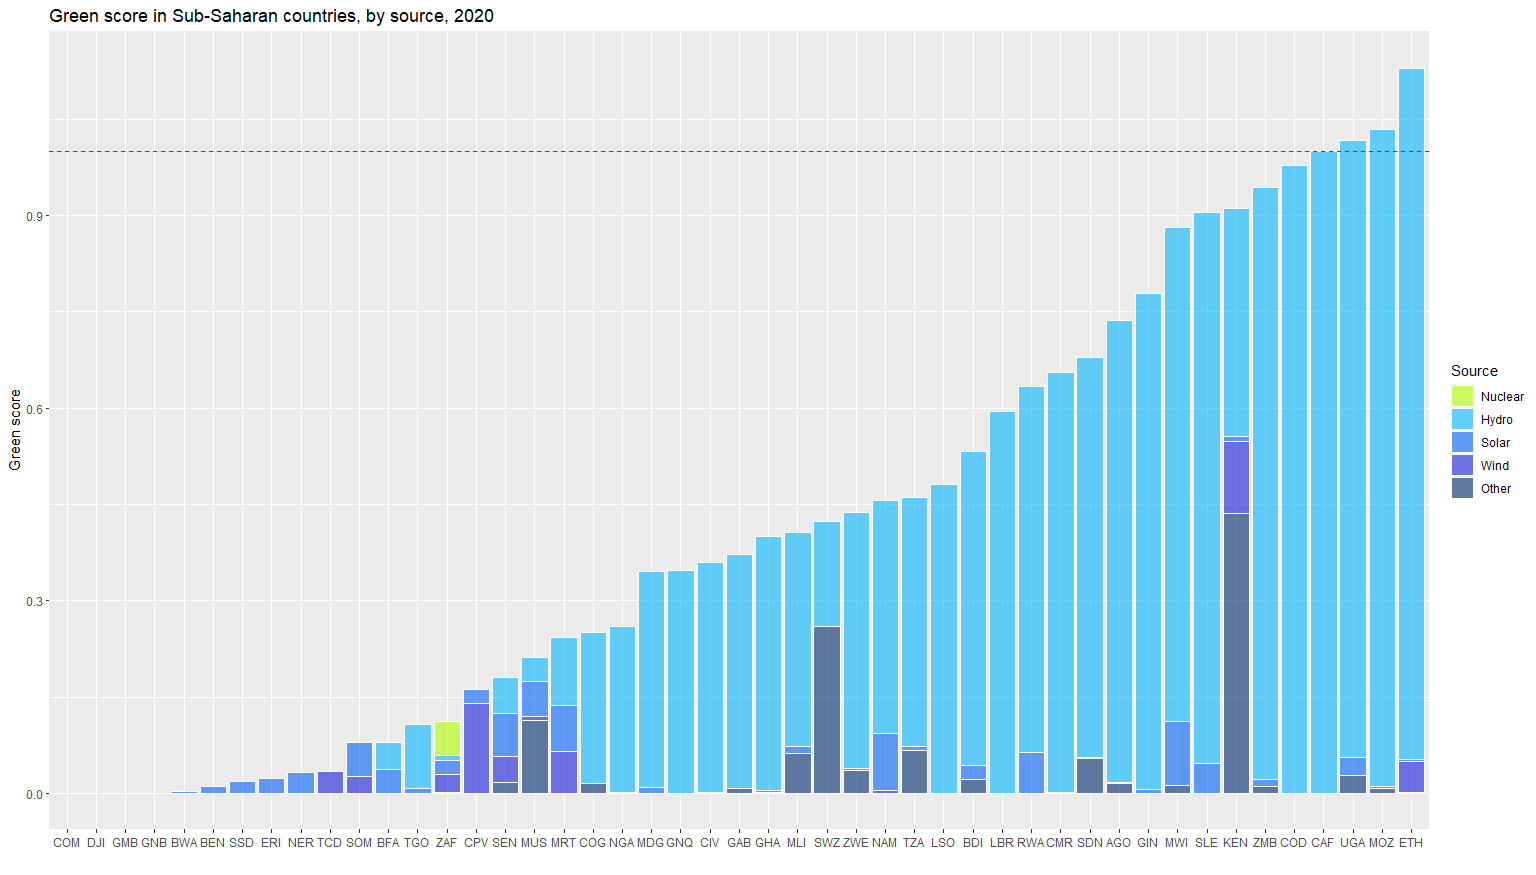 Green score in Sub-Saharan countries, by source, 2020
Green score
0.9
0.6
0.3
0.0
COM DJI GMB GNB BWA BEN SSD ERI NER TCD SOM BFA TGO ZAF CPV SEN MUS MRT COG NGA MDG GNQ CIV GAB GHA MLI SWZ ZWE NAM TZA LSO BDI LBR RWA CMR SDN AGO GIN MWI SLE KEN ZMB COD CAF UGA MOZ ETH
Source
Nuclear
Hydro
Solar
Wind
Other